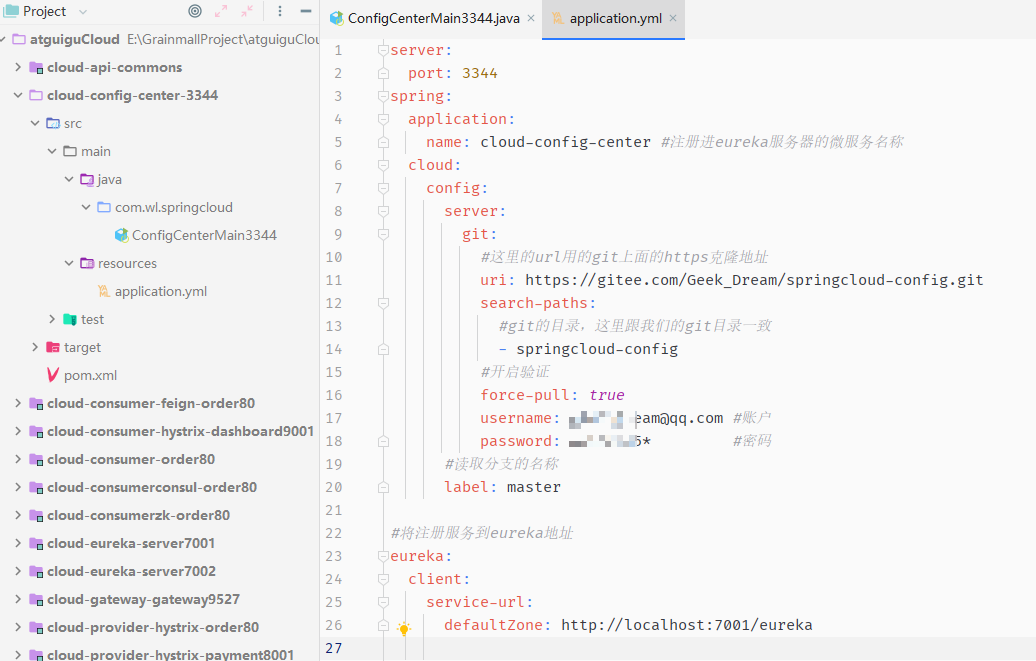 Project
atguiguCloud E:\GrainmallProject\atguiguClou
cloud-api-commons
cloud-config-center-3344
src
main
java
com.wl.springcloud
ConfigCenterMain3344
resources
application.yml
test
target
pom.xml
cloud-consumer-feign-order80
cloud-consumer-hystrix-dashboard9001
cloud-consumer-order80
cloud-consumerconsul-order80
cloud-consumerzk-order80
cloud-eureka-server7001
cloud-eureka-server7002
cloud-gateway-gateway9527
cloud-provider-hystrix-order80
cloud-provider-hystrix-payment8001
ConfigCenterMain3344.java × application.yml ×
1 server:
2 port: 3344
3 spring:
4 application:
5 name: cloud-config-center #注册进eureka服务器的微服务名称
6 cloud:
7 config:
8 server:
9 git:
10 #这里的url用的git上面的https克隆地址
11 uri: https://gitee.com/Geek_Dream/springcloud-config.git
12 search-paths:
13 #git的目录，这里跟我们的git目录一致
14 - springcloud-config
15 #开启验证
16 force-pull: true
17 username: eam@qq.com #账户
18 password: #密码
19 #读取分支的名称
20 label: master
21
22 #将注册服务到eureka地址
23 eureka:
24 client:
25 service-url:
26 defaultZone: http://localhost:7001/eureka
27